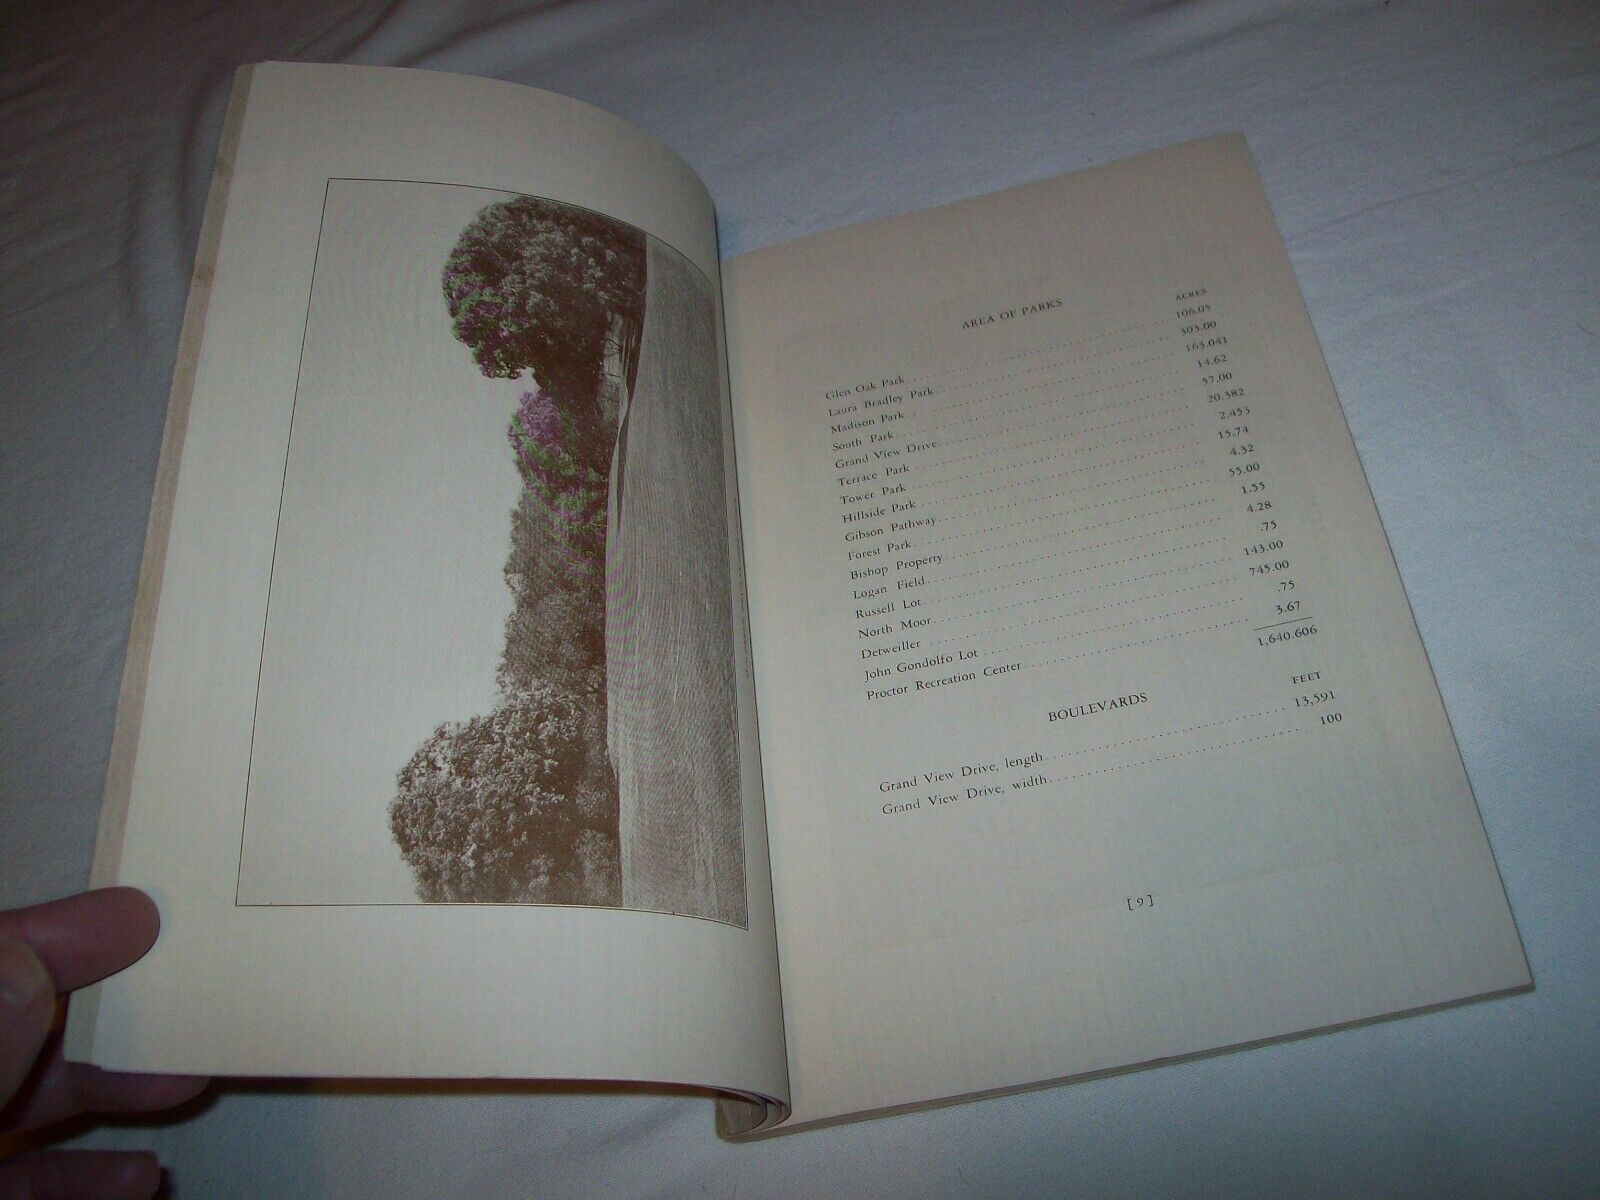 AREA OF PARKS
ACRES
Glen Oak Park 106.05
Laura Bradley Park 503.00
Madison Park 163.041
South Park 14.62
Grand View Drive 57.00
Terrace Park 20.382
Tower Park 2.453
Hillside Park 15.74
Gibson Pathway 4.32
Forest Park 55.00
Bishop Property 1.55
Logan Field 4.28
Russell Lot .75
North Moor 143.00
Detweiller 745.00
John Gondolfo Lot .75
Proctor Recreation Center 3.67
1,640.606
BOULEVARDS
FEET
Grand View Drive, length 13,591
Grand View Drive, width 100
[9]